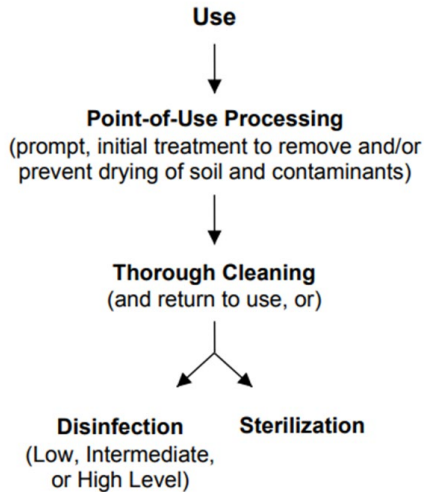 Use
Point-of-Use Processing
(prompt, initial treatment to remove and/or
prevent drying of soil and contaminants)
Thorough Cleaning
(and return to use, or)
Disinfection
(Low, Intermediate,
or High Level)
Sterilization